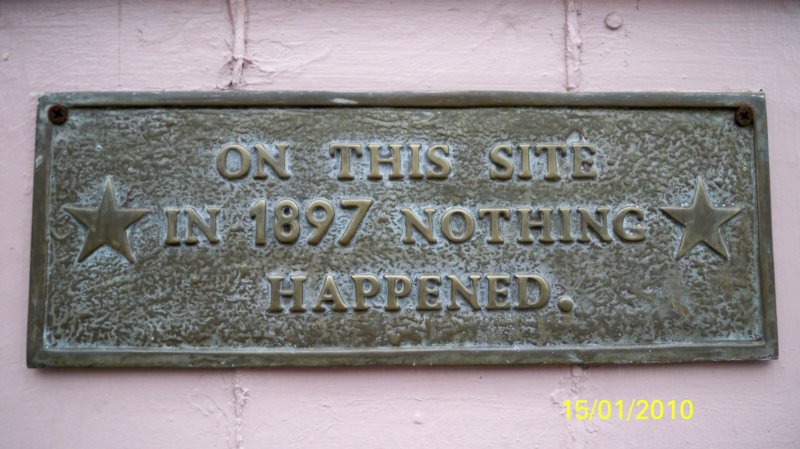 ON THIS SITE
IN 1897 NOTHING
HAPPENED.
15/01/2010